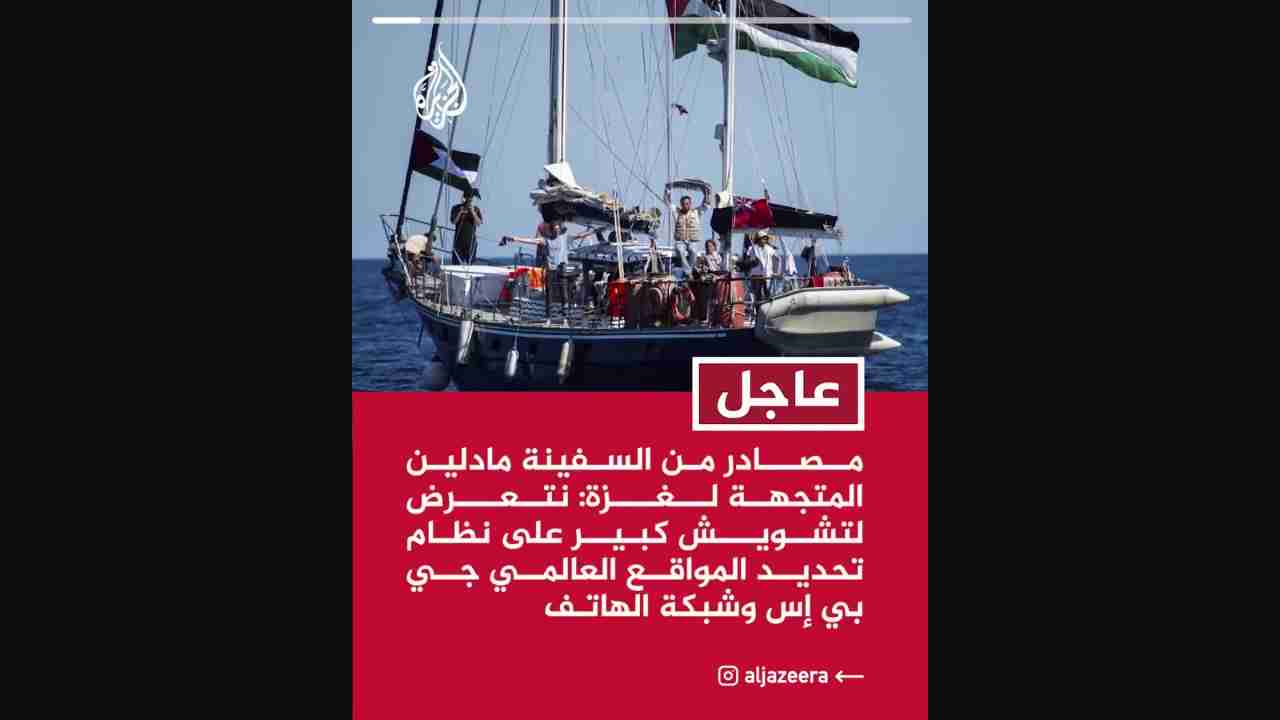 الجزيرة
عاجل
مصادر من السفينة مادلين
المتجهة لغزة: نتعرض
لتشويش كبير على نظام
تحديد المواقع العالمي جي
بي إس وشبكة الهاتف
aljazeera